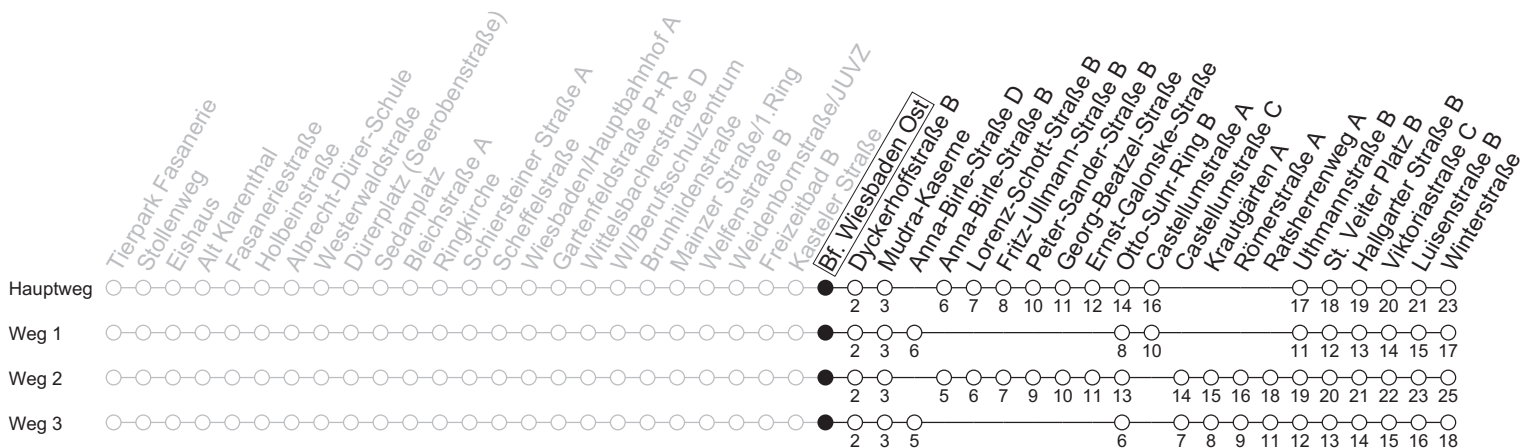 Tierpark Fasanerie
Stollenweg
Eishaus
Alt Klarenthal
Fasaneriestraße
Holbeinstraße
Albrecht-Dürer-Schule
Westerwaldstraße
Dürerplatz (Seerobenstraße)
Sedanplatz
Bleichstraße A
Ringkirche
Schiersteiner Straße A
Scheffelstraße
Wiesbaden/Hauptbahnhof A
Gartenfeldstraße P+R
Wittelsbacherstraße D
WI/Berufsschulzentrum
Brunhildenstraße
Mainzer Straße/1.Ring
Welfenstraße B
Weidenbornstraße/JUVZ
Freizeitbad B
Kasteler Straße
Bf. Wiesbaden Ost
Dyckerhoffstraße B
Mudra-Kaserne
Anna-Birle-Straße D
Anna-Birle-Straße B
Lorenz-Schott-Straße B
Fritz-Ullmann-Straße B
Peter-Sander-Straße B
Georg-Beatzel-Straße
Ernst-Galonske-Straße
Otto-Suhr-Ring B
Castellumstraße A
Castellumstraße C
Krautgärten A
Römerstraße A
Ratsherrenweg A
Uthmannstraße B
St. Veiter Platz B
Hallgarter Straße B
Viktoriastraße C
Luisenstraße B
Winterstraße
Hauptweg
2 3 6 7 8 10 11 12 14 16 17 18 19 20 21 23
Weg 1
2 3 6 8 10 11 12 13 14 15 17
Weg 2
2 3 5 6 7 9 10 11 13 14 15 16 18 19 20 21 22 23 25
Weg 3
2 3 5 6 7 8 9 11 12 13 14 15 16 18